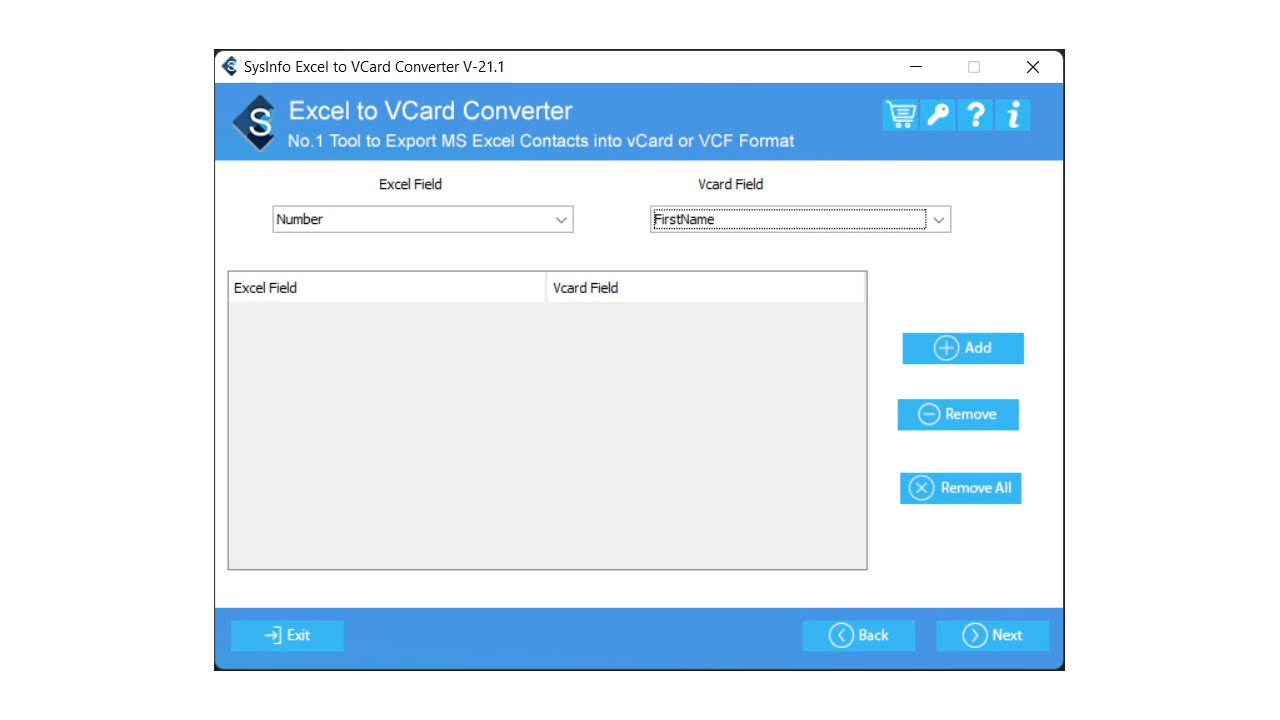 SysInfo Excel to VCard Converter V-21.1
S
Excel to VCard Converter
No.1 Tool to Export MS Excel Contacts into vCard or VCF Format
Excel Field
Vcard Field
Number
FirstName
Excel Field
Vcard Field
Add
Remove
Remove All
Exit
Back
Next